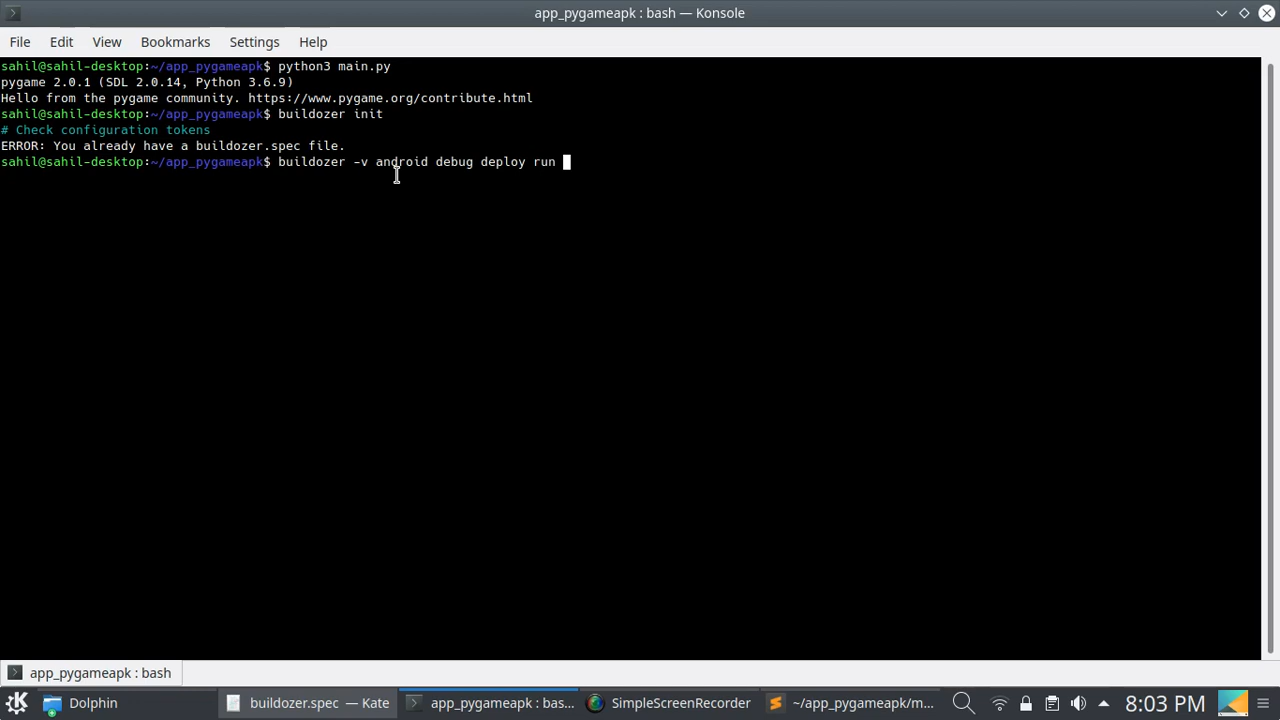 app_pygameapk : bash — Konsole
File Edit View Bookmarks Settings Help
sahil@sahil-desktop:~/app_pygameapk$ python3 main.py
pygame 2.0.1 (SDL 2.0.14, Python 3.6.9)
Hello from the pygame community. https://www.pygame.org/contribute.html
sahil@sahil-desktop:~/app_pygameapk$ buildozer init
# Check configuration tokens
ERROR: You already have a buildozer.spec file.
sahil@sahil-desktop:~/app_pygameapk$ buildozer -v android debug deploy run
app_pygameapk : bash
Dolphin buildozer.spec — Kate app_pygameapk : bas... SimpleScreenRecorder ~/app_pygameapk/m... 8:03 PM